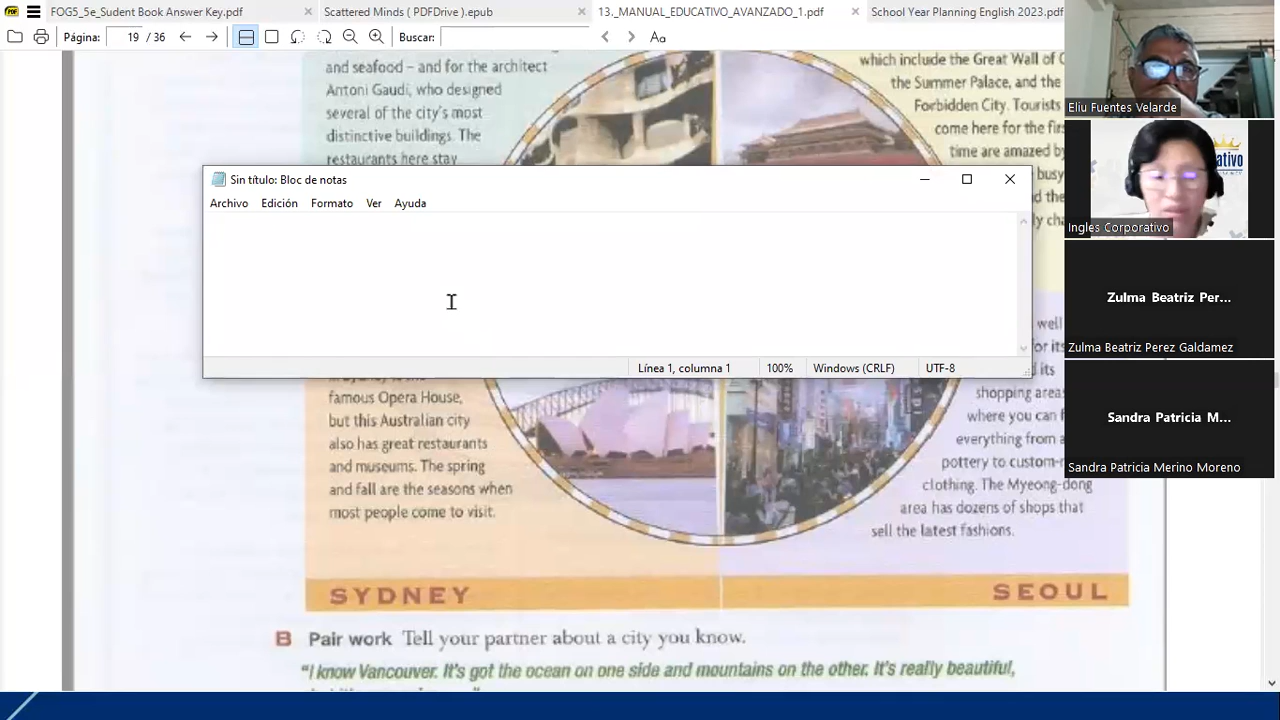 FOG5_5e_Sudent Book Answer Key.pdf
Scattered Minds ( PDFDrive ).epub
13._MANUAL_EDUCATIVO_AVANZADO_1.pdf
School Year Planning English 2023.pdf
Página: 19 / 36
Buscar:
and seafood – and for the architect
Antoni Gaudí, who designed
several of the city's most
distinctive buildings. The
restaurants here stay
which include the Great Wall of
the Summer Palace, and the
Forbidden City. Tourists
come here for the
time are amazed by
busy
Sin título: Bloc de notas
Archivo Edición Formato Ver Ayuda
Línea 1, columna 1 100% Windows (CRLF) UTF-8
famous Opera House,
but this Australian city
also has great restaurants
and museums. The spring
and fall are the seasons when
most people come to visit.
well
its
shopping
where you can
everything from
pottery to
clothing. The Myeong-dong
area has dozens of shops that
sell the latest fashions.
SYDNEY
SEOUL
B Pair work Tell your partner about a city you know.
"I know Vancouver. It's got the ocean on one side and mountains on the other. It's really beautiful,
Eliu Fuentes Velarde
Ingles Corporativo
Zulma Beatriz Per...
Zulma Beatriz Perez Galdamez
Sandra Patricia M...
Sandra Patricia Merino Moreno